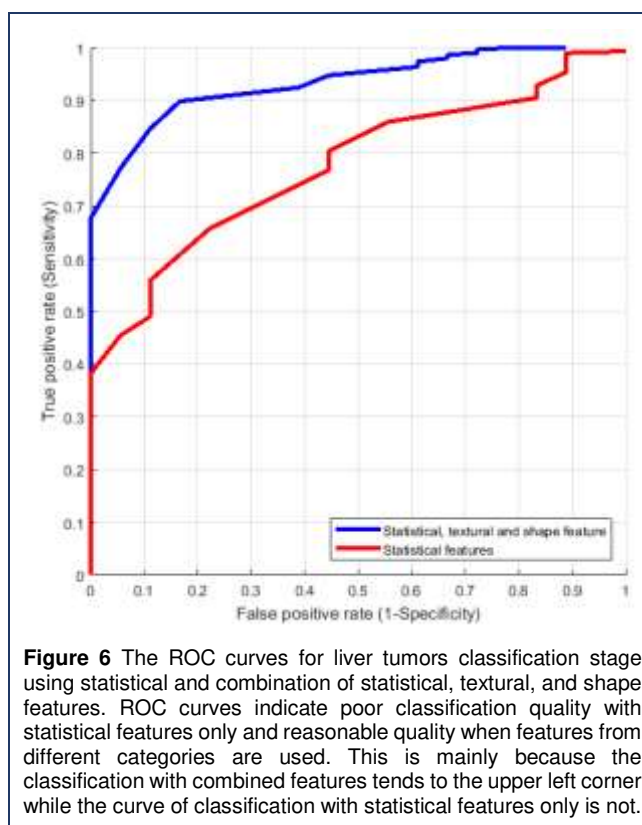 1
0.9
0.8
0.7
0.6
0.5
0.4
0.3
0.2
0.1
0
True positive rate (Sensitivity)
Statistical, textural and shape feature
Statistical features
0 0.1 0.2 0.3 0.4 0.5 0.6 0.7 0.8 0.9 1
False positive rate (1-Specificity)
Figure 6 The ROC curves for liver tumors classification stage
using statistical and combination of statistical, textural, and shape
features. ROC curves indicate poor classification quality with
statistical features only and reasonable quality when features from
different categories are used. This is mainly because the
classification with combined features tends to the upper left corner
while the curve of classification with statistical features only is not.